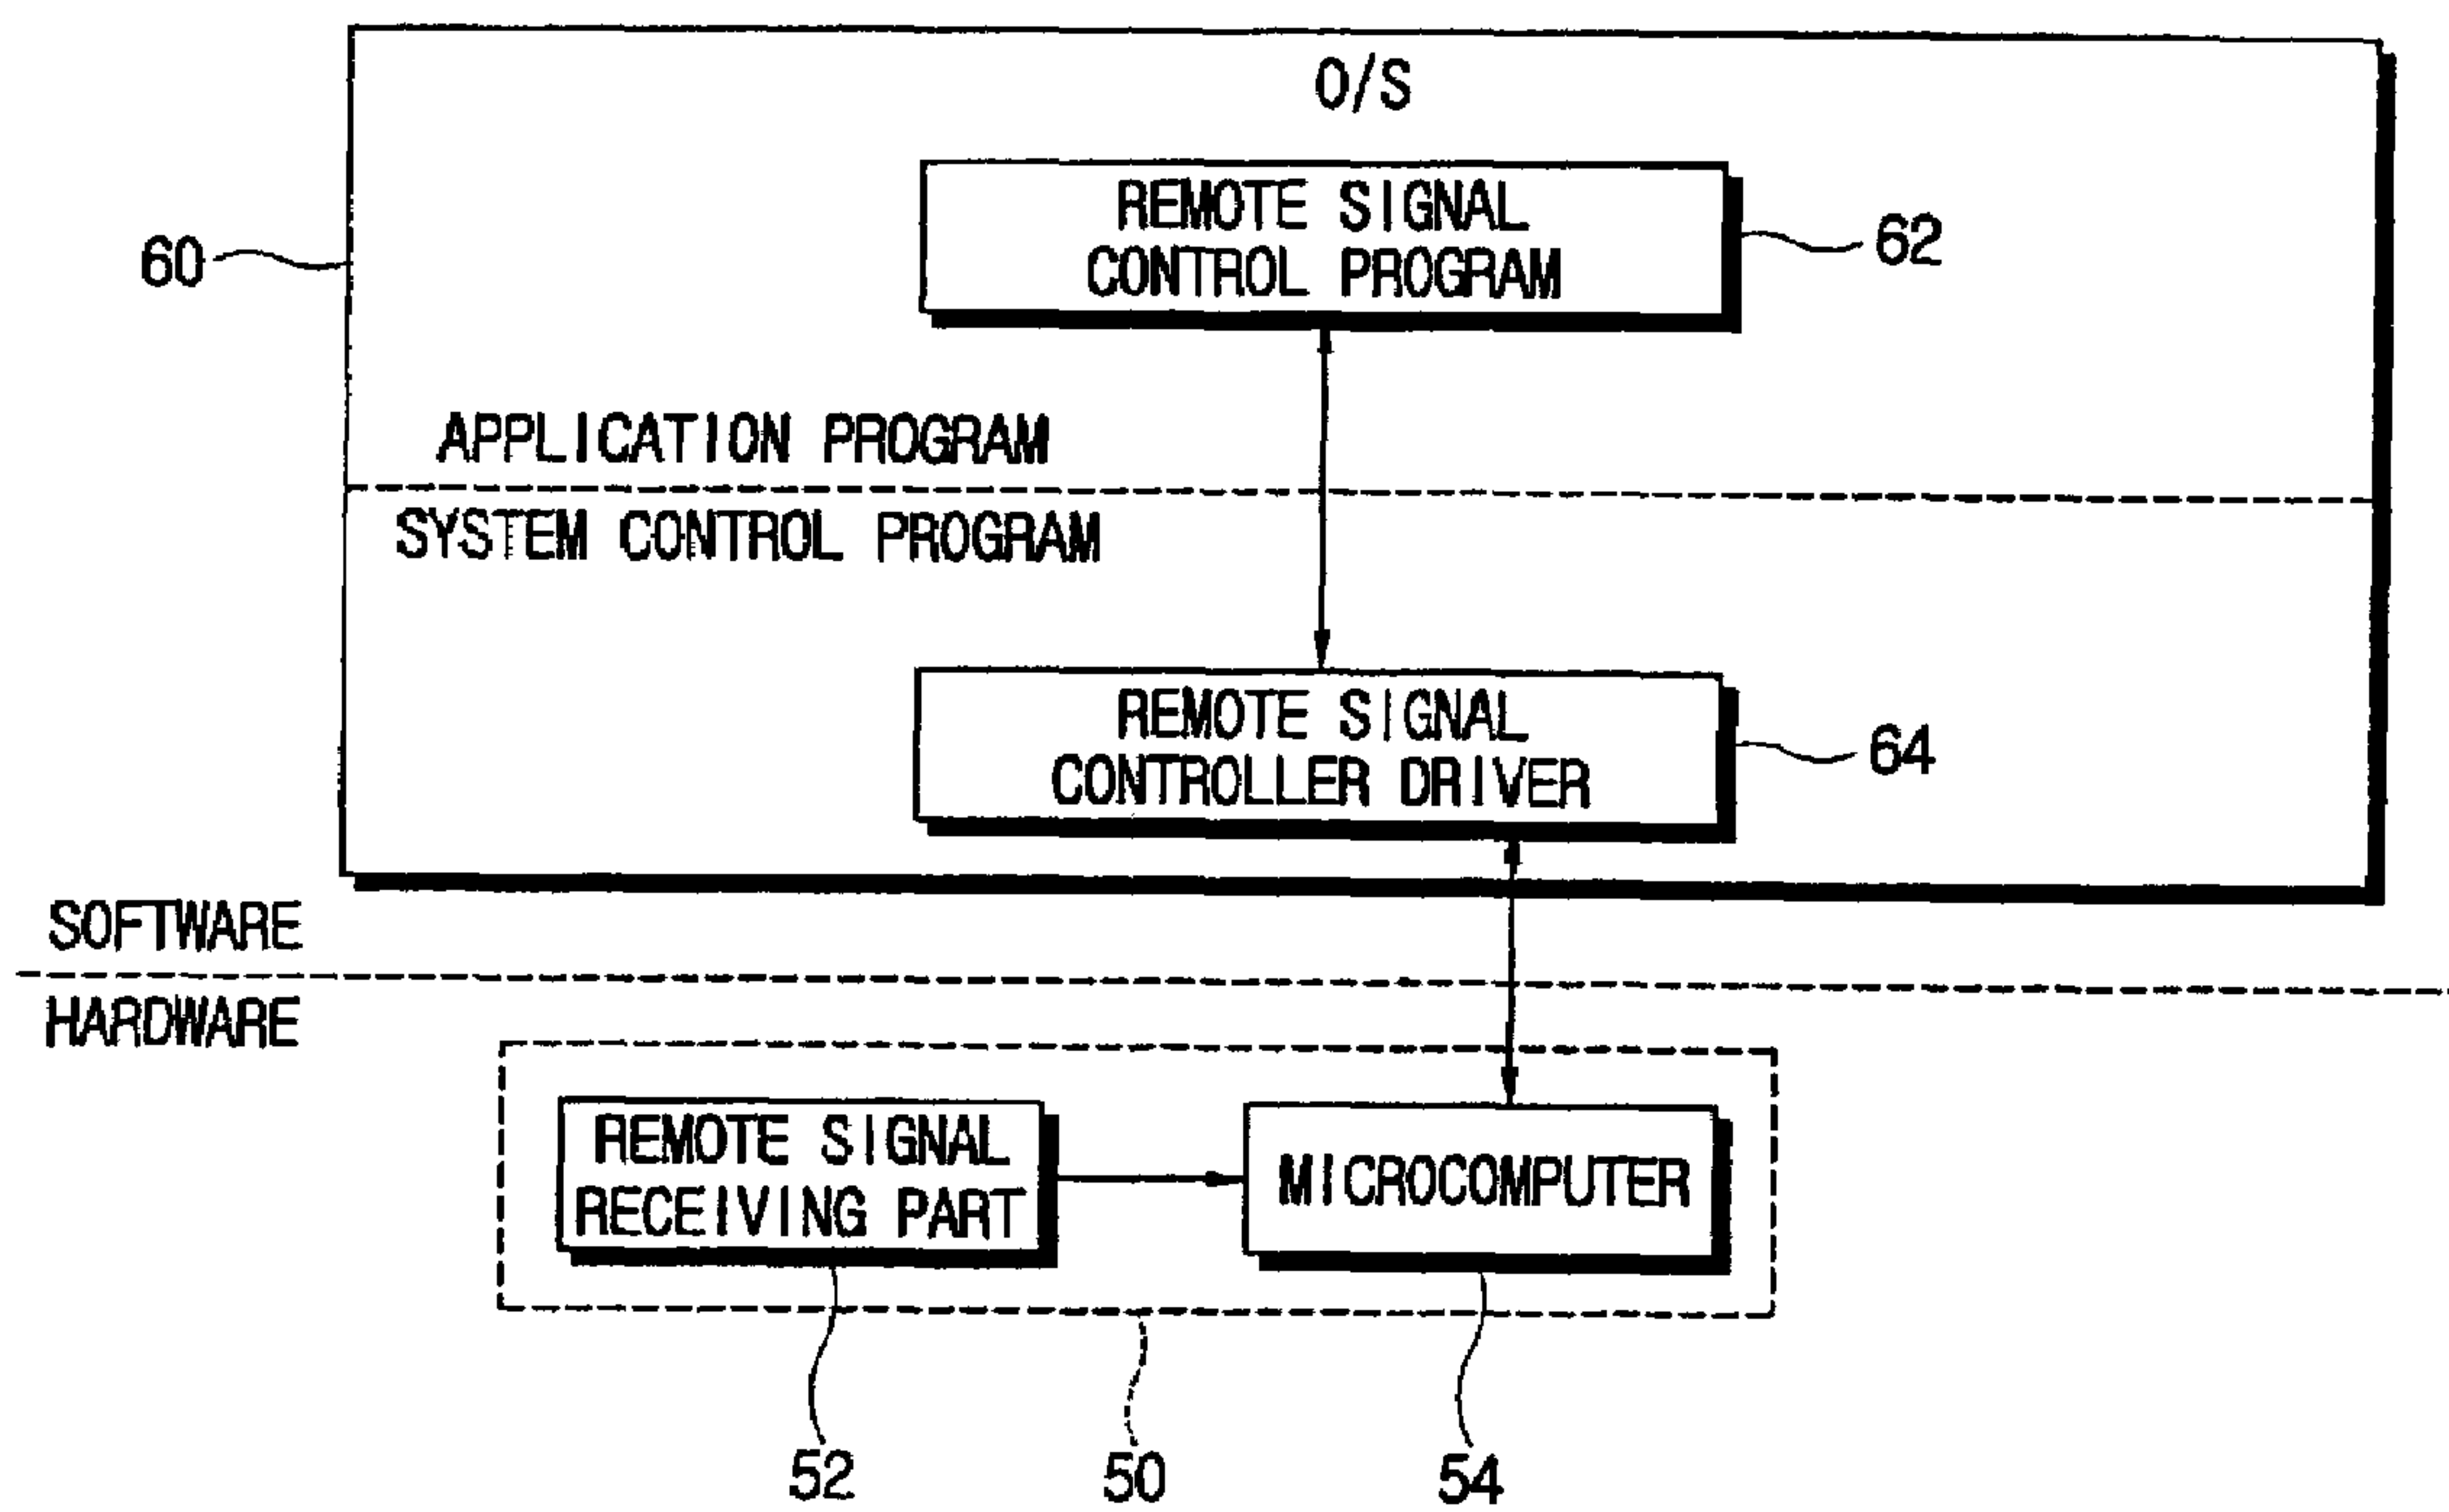 O/S
REMOTE SIGNAL
CONTROL PROGRAM
62
60
APPLICATION PROGRAM
SYSTEM CONTROL PROGRAM
REMOTE SIGNAL
CONTROLLER DRIVER
64
SOFTWARE
HARDWARE
REMOTE SIGNAL
RECEIVING PART
MICROCOMPUTER
52
50
54